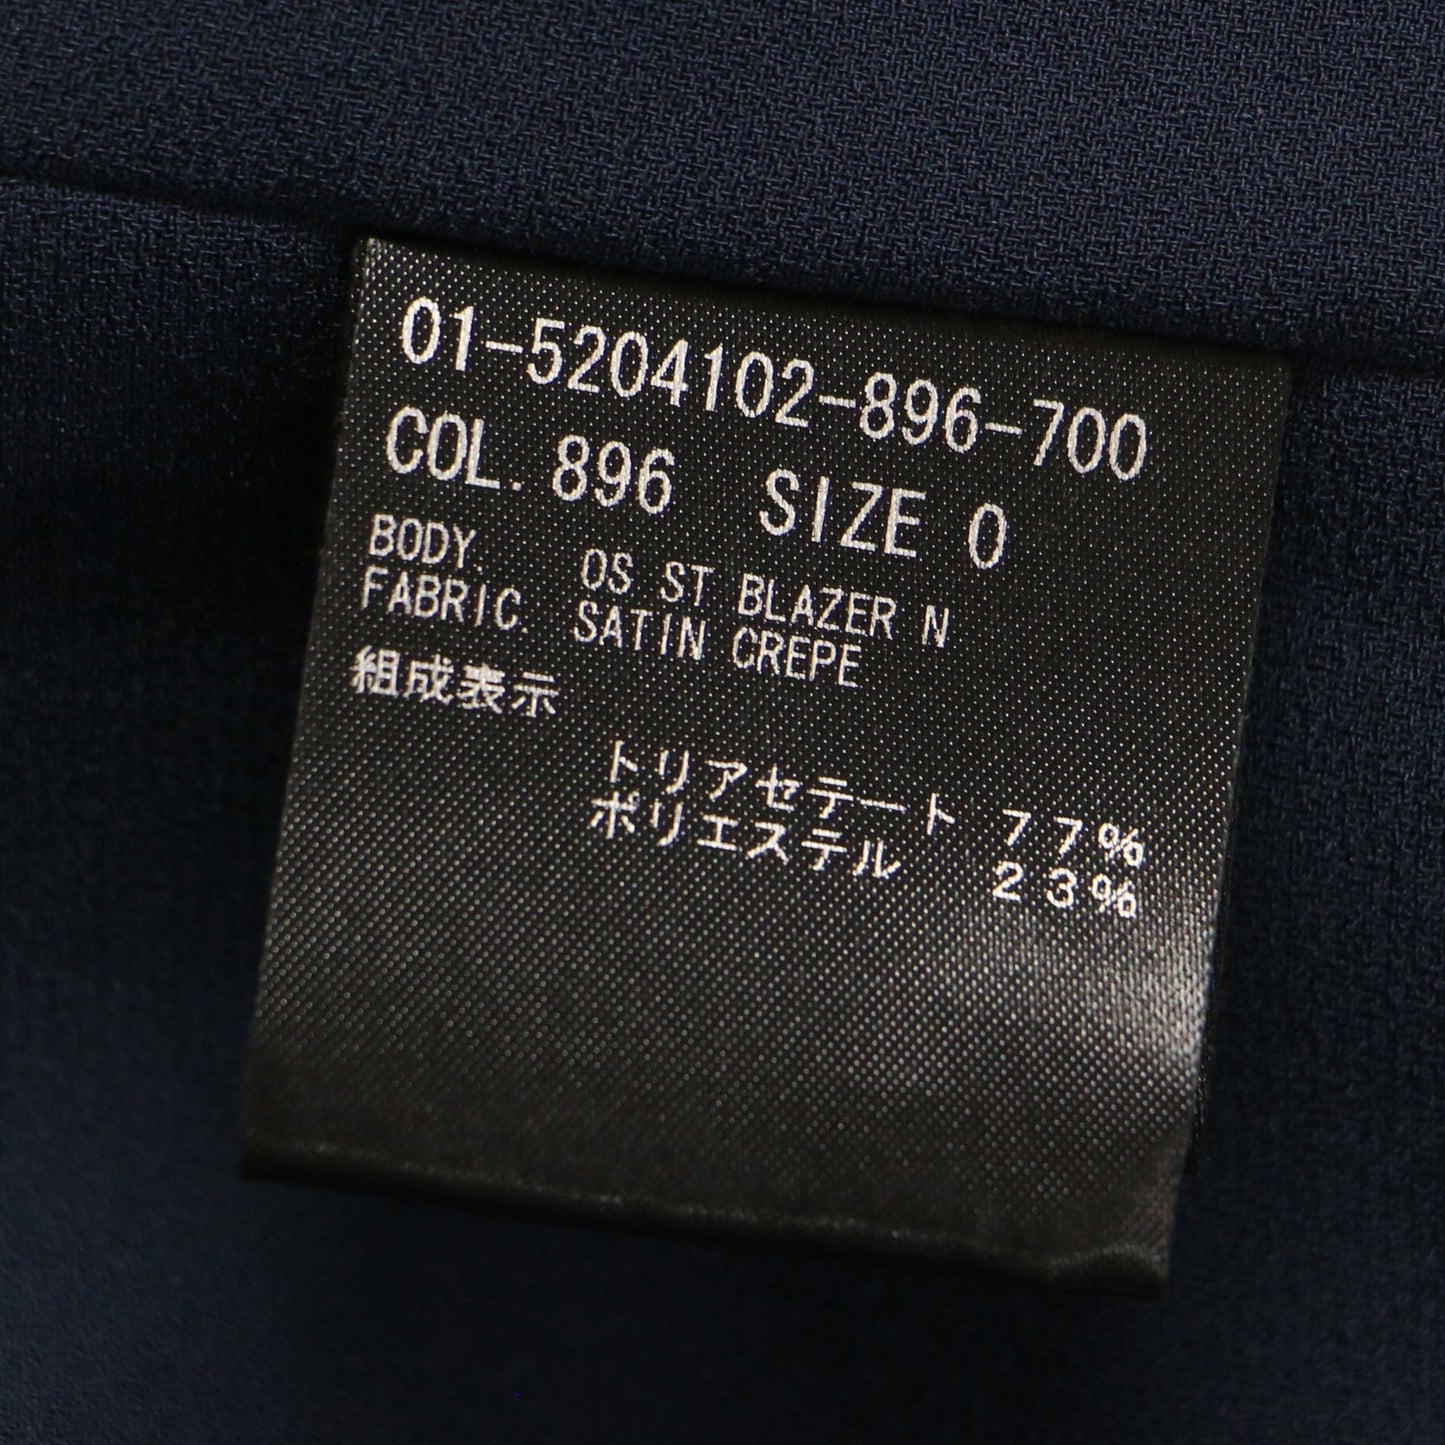 01-5204102-896-700
COL. 896 SIZE 0
BODY. OS ST BLAZER N
FABRIC. SATIN CREPE
組成表示
トリアセテート 77%
ポリエステル 23%